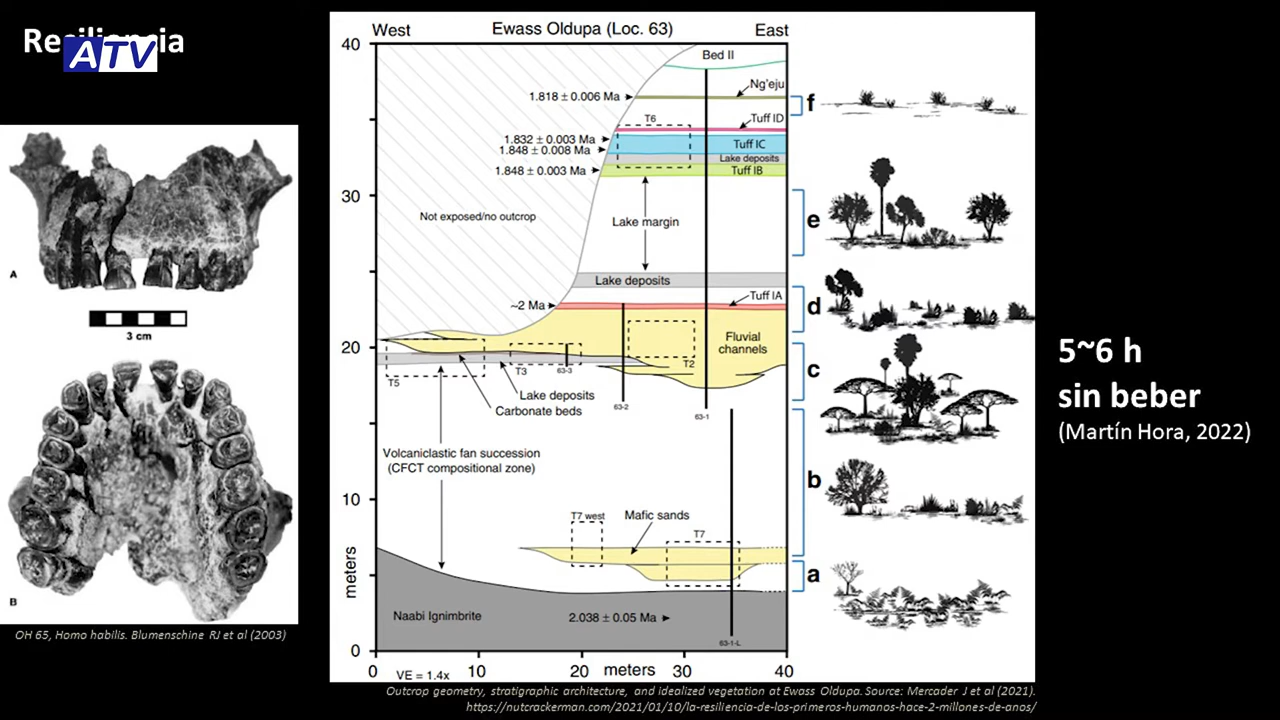 Resiliencia
ATV
A
3 cm
B
OH 65, Homo habilis. Blumenschine RJ et al (2003)
West
Ewass Oldupa (Loc. 63)
East
40
30
20
10
0
meters
0
10
20
meters
30
40
VE = 1.4x
Bed II
Ng'eju
1.818 ± 0.006 Ma
Tuff ID
T6
1.832 ± 0.003 Ma
1.848 ± 0.008 Ma
Tuff IC
Lake deposits
1.848 ± 0.003 Ma
Tuff IB
Not exposed/no outcrop
Lake margin
Lake deposits
~2 Ma
Tuff IA
Fluvial
channels
T5
T3
63-3
T2
63-2
63-1
Lake deposits
Carbonate beds
Volcaniclastic fan succession
(CFCT compositional zone)
T7 west
Mafic sands
T7
Naabi Ignimbrite
2.038 ± 0.05 Ma
63-1-L
f
e
d
c
b
a
5~6 h
sin beber
(Martín Hora, 2022)
Outcrop geometry, stratigraphic architecture, and idealized vegetation at Ewass Oldupa. Source: Mercader J et al (2021).
https://nutcrackerman.com/2021/01/10/la-resiliencia-de-los-primeros-humanos-hace-2-millones-de-anos/